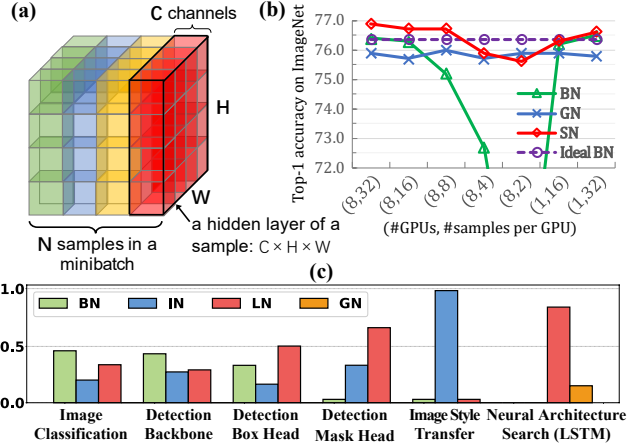 (a)
C channels
H
W
N samples in a
minibatch
a hidden layer of a
sample: C × H × W
(b)
Top-1 accuracy on ImageNet
77.0
76.0
75.0
74.0
73.0
72.0
BN
GN
SN
Ideal BN
(8,32)
(8,16)
(8,8)
(8,4)
(8,2)
(1,16)
(1,32)
(#GPUs, #samples per GPU)
(c)
1.0
0.5
0.0
BN IN LN GN
Image
Classification
Detection
Backbone
Detection
Box Head
Detection
Mask Head
Image Style
Transfer
Neural Architecture
Search (LSTM)